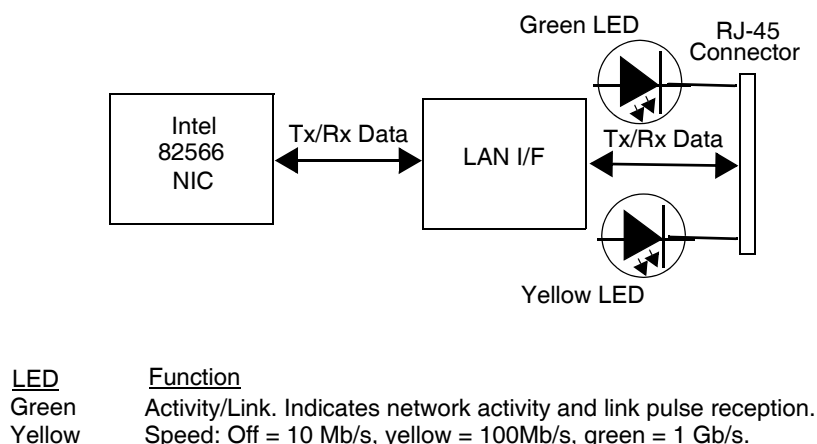 Green LED
RJ-45
Connector
Intel
82566
NIC
Tx/Rx Data
LAN I/F
Tx/Rx Data
Yellow LED
LED Function
Green Activity/Link. Indicates network activity and link pulse reception.
Yellow Speed: Off = 10 Mb/s, yellow = 100Mb/s, green = 1 Gb/s.